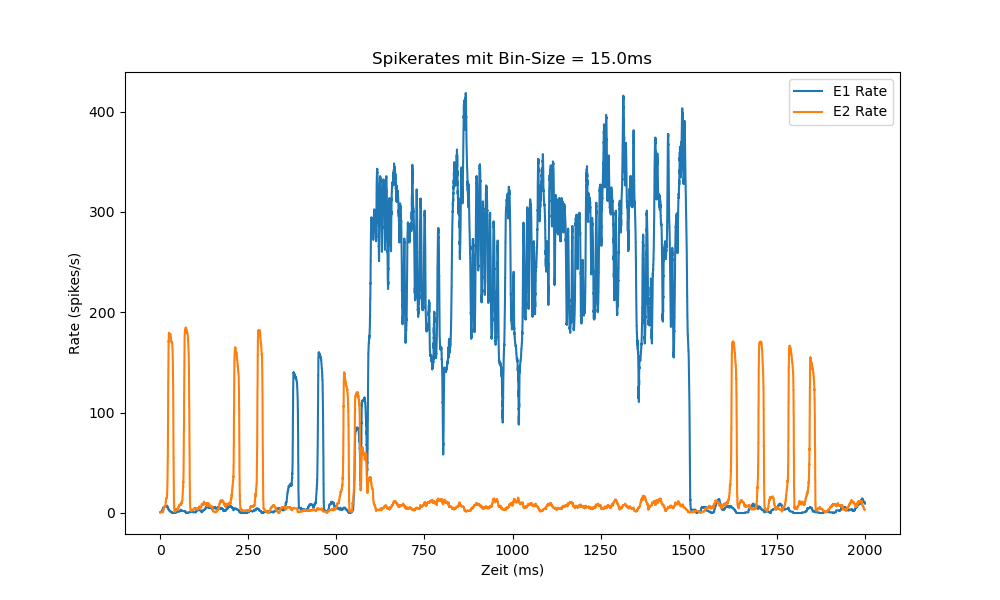 Spikerates mit Bin-Size = 15.0ms
E1 Rate
E2 Rate
400
300
200
100
0
Rate (spikes/s)
0 250 500 750 1000 1250 1500 1750 2000
Zeit (ms)